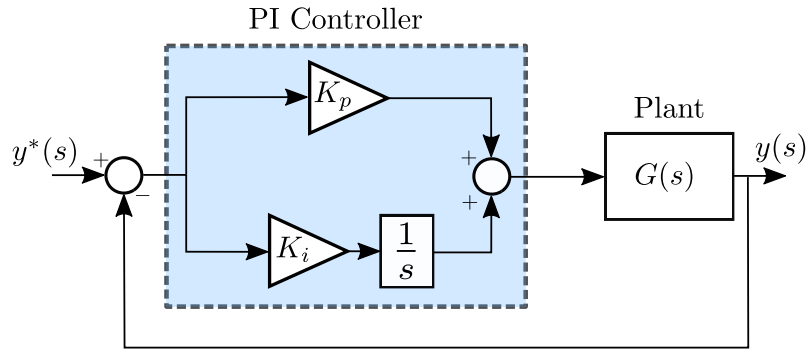 PI Controller
K_p
Plant
y*(s)
+
−
+
+
G(s)
y(s)
K_i
1/s